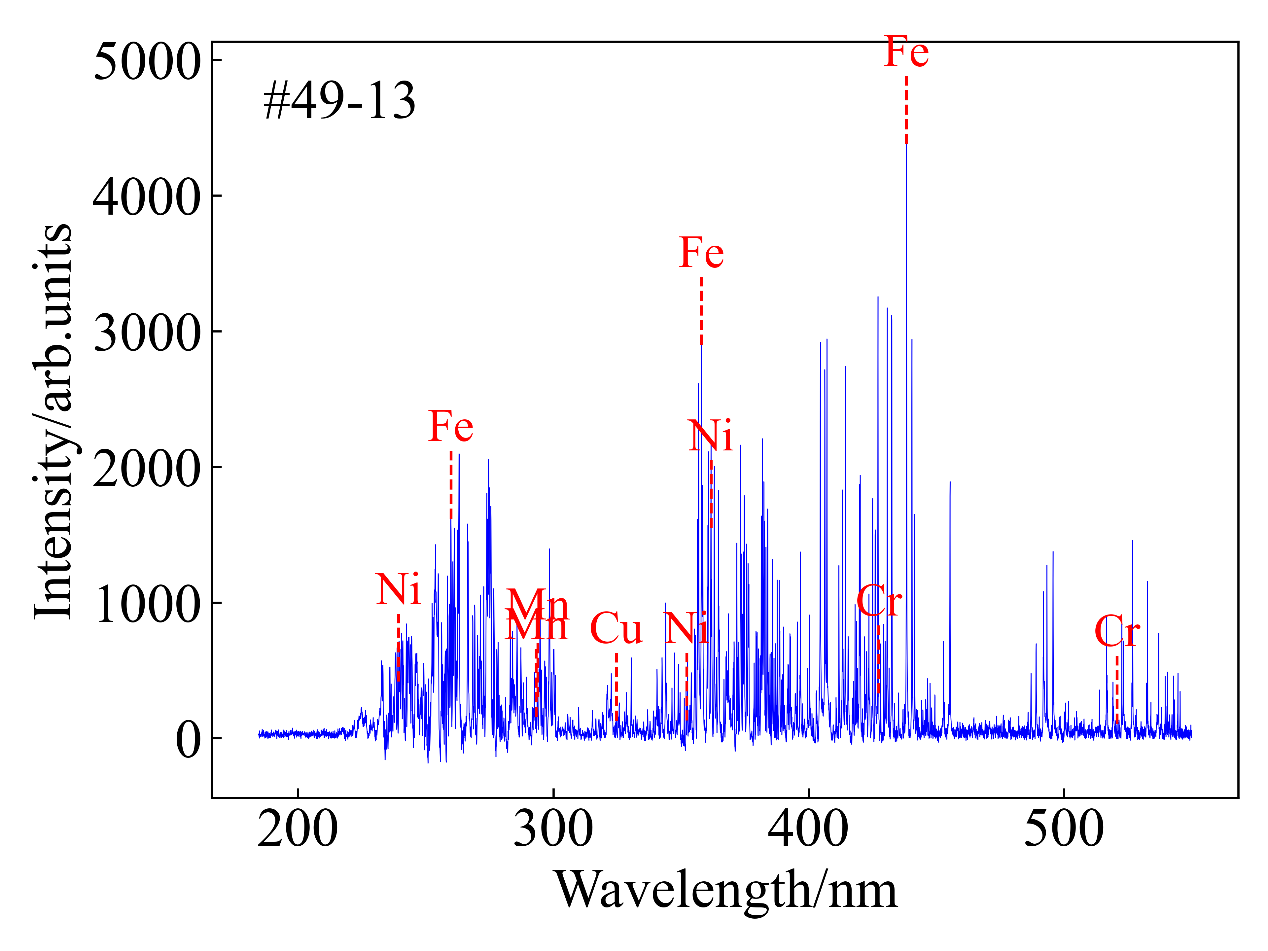 #49-13
Fe
Fe
Fe
Ni
Ni
Mn
Mn
Cu
Ni
Cr
Cr
5000
4000
3000
2000
1000
0
200
300
400
500
Intensity/arb.units
Wavelength/nm